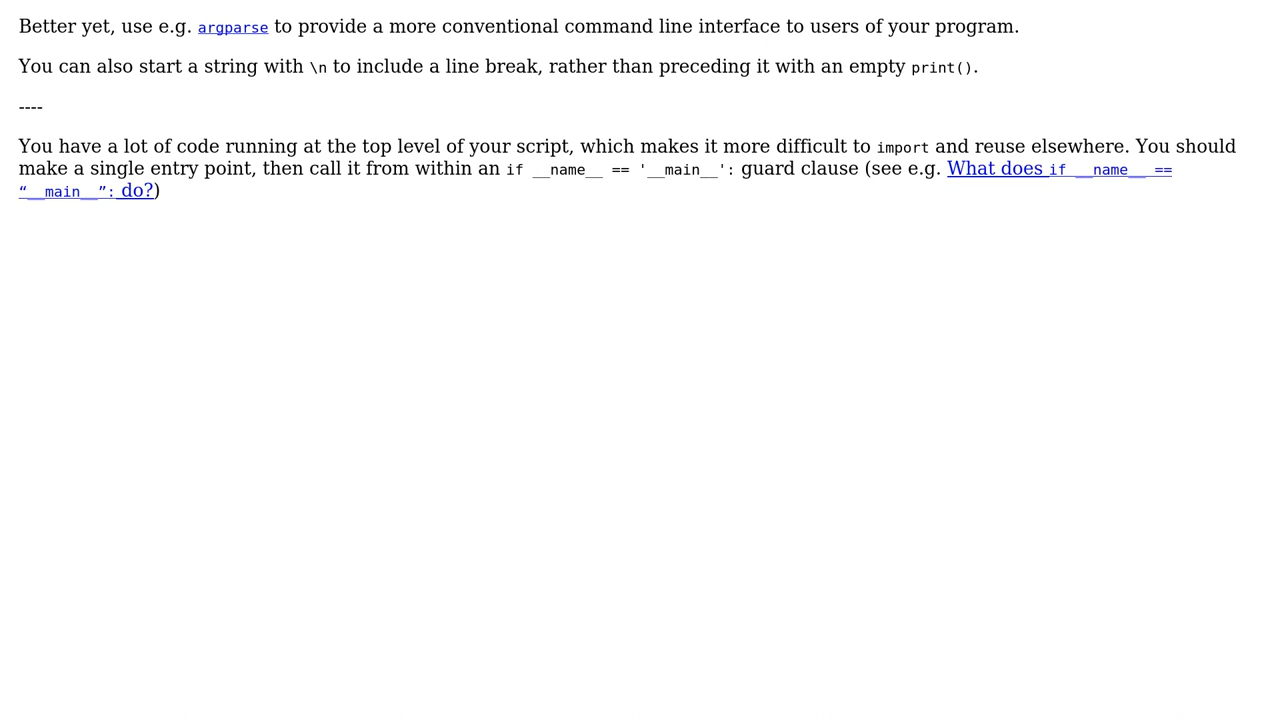 Better yet, use e.g. argparse to provide a more conventional command line interface to users of your program.
You can also start a string with \n to include a line break, rather than preceding it with an empty print().
----
You have a lot of code running at the top level of your script, which makes it more difficult to import and reuse elsewhere. You should
make a single entry point, then call it from within an if __name__ == '__main__': guard clause (see e.g. What does if __name__ ==
“__main__”: do?)